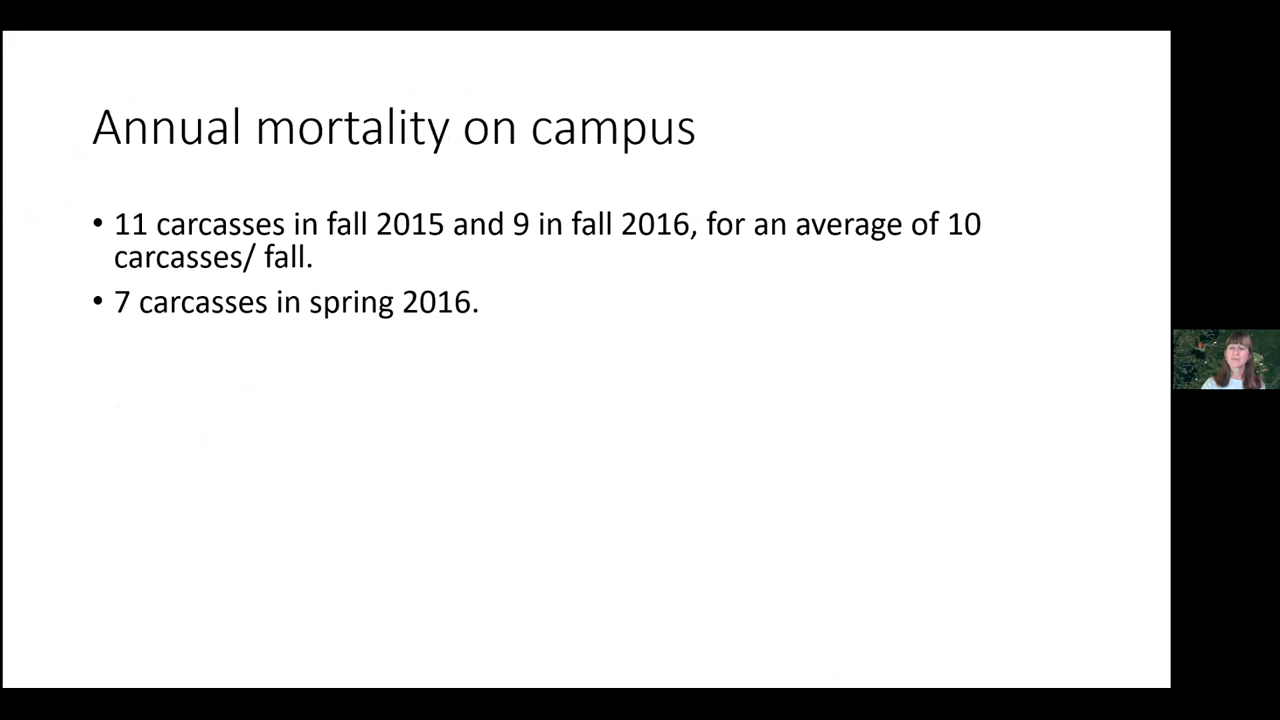 Annual mortality on campus
• 11 carcasses in fall 2015 and 9 in fall 2016, for an average of 10
carcasses/ fall.
• 7 carcasses in spring 2016.